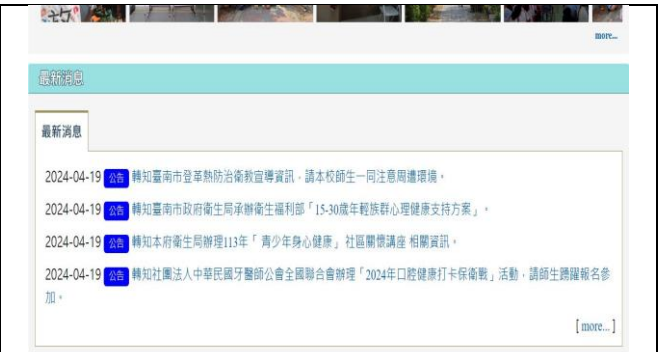 more...
最新消息
最新消息
2024-04-19 公告 轉知臺南市登革熱防治衛教宣導資訊，請本校師生一同注意周遭環境。
2024-04-19 公告 轉知臺南市政府衛生局承辦衛生福利部「15-30歲年輕族群心理健康支持方案」。
2024-04-19 公告 轉知本府衛生局辦理113年「 青少年身心健康」 社區關懷講座 相關資訊。
2024-04-19 公告 轉知社團法人中華民國牙醫師公會全國聯合會辦理「2024年口腔健康打卡保衛戰」活動，請師生踴躍報名參
加。
[ more... ]